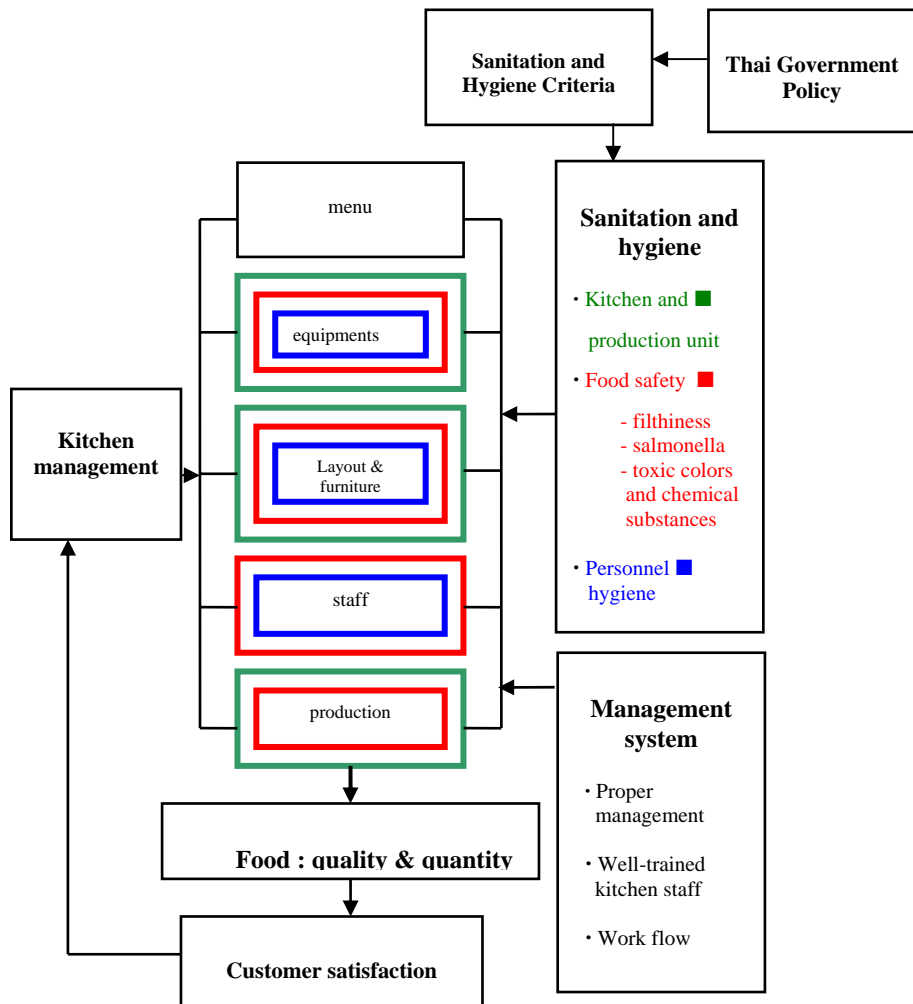 Sanitation and
Hygiene Criteria
Thai Government
Policy
menu
equipments
Layout &
furniture
staff
production
Kitchen
management
Sanitation and
hygiene
· Kitchen and
production unit
· Food safety
- filthiness
- salmonella
- toxic colors
and chemical
substances
· Personnel
hygiene
Management
system
· Proper
management
· Well-trained
kitchen staff
· Work flow
Food : quality & quantity
Customer satisfaction